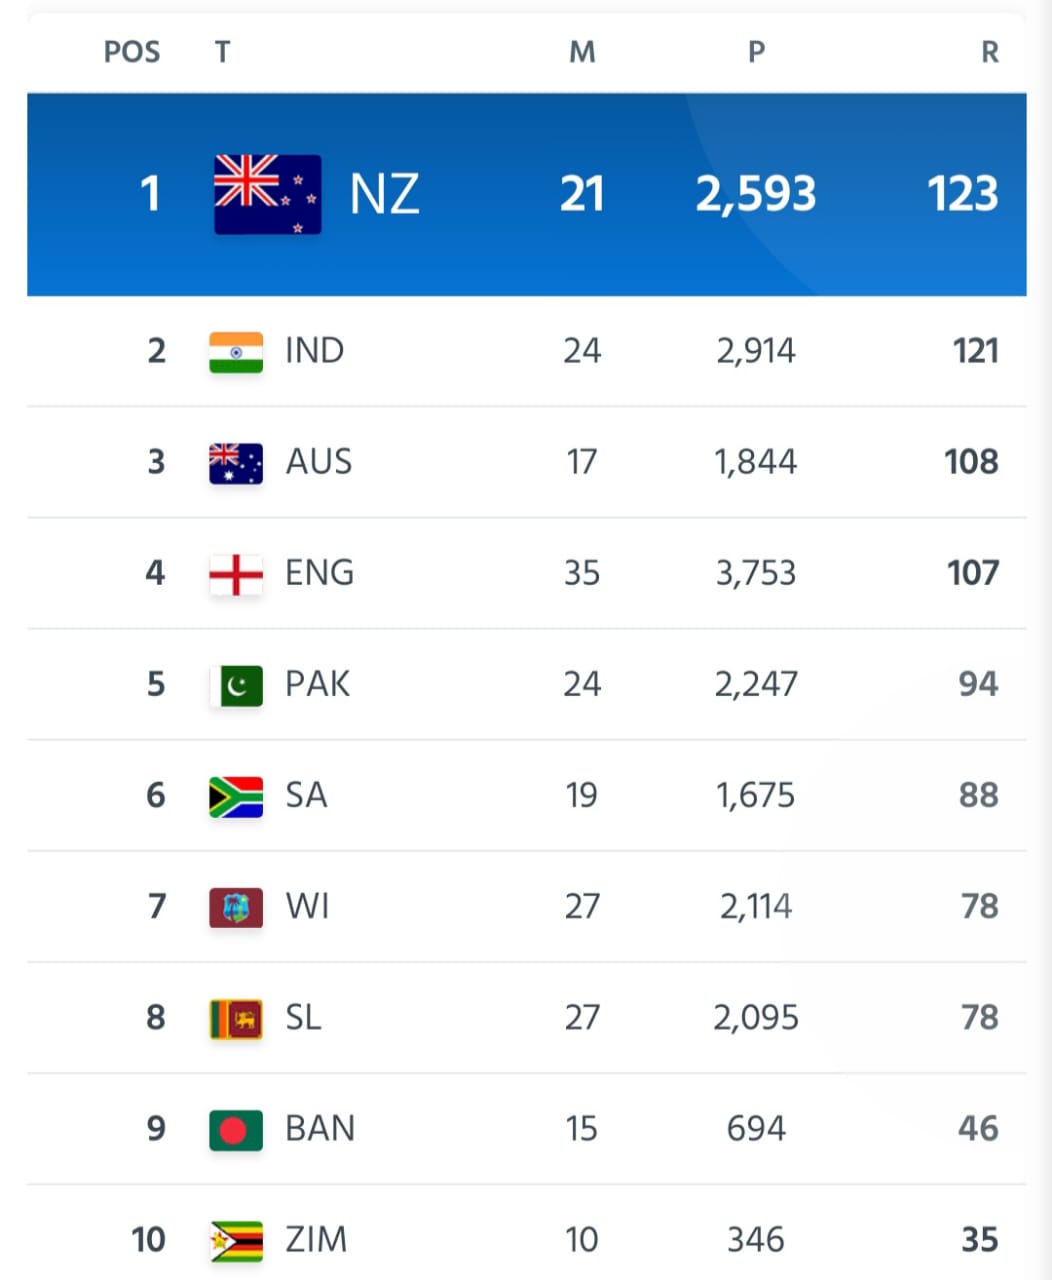 POS T M P R
1 NZ 21 2,593 123
2 IND 24 2,914 121
3 AUS 17 1,844 108
4 ENG 35 3,753 107
5 PAK 24 2,247 94
6 SA 19 1,675 88
7 WI 27 2,114 78
8 SL 27 2,095 78
9 BAN 15 694 46
10 ZIM 10 346 35